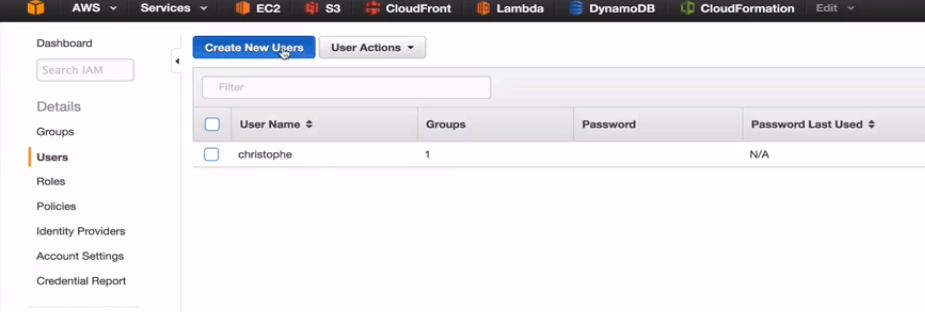 AWS Services EC2 S3 CloudFront Lambda DynamoDB CloudFormation Edit
Dashboard
Search IAM
Details
Groups
Users
Roles
Policies
Identity Providers
Account Settings
Credential Report
Create New Users User Actions
Filter
User Name Groups Password Password Last Used
christophe 1 N/A